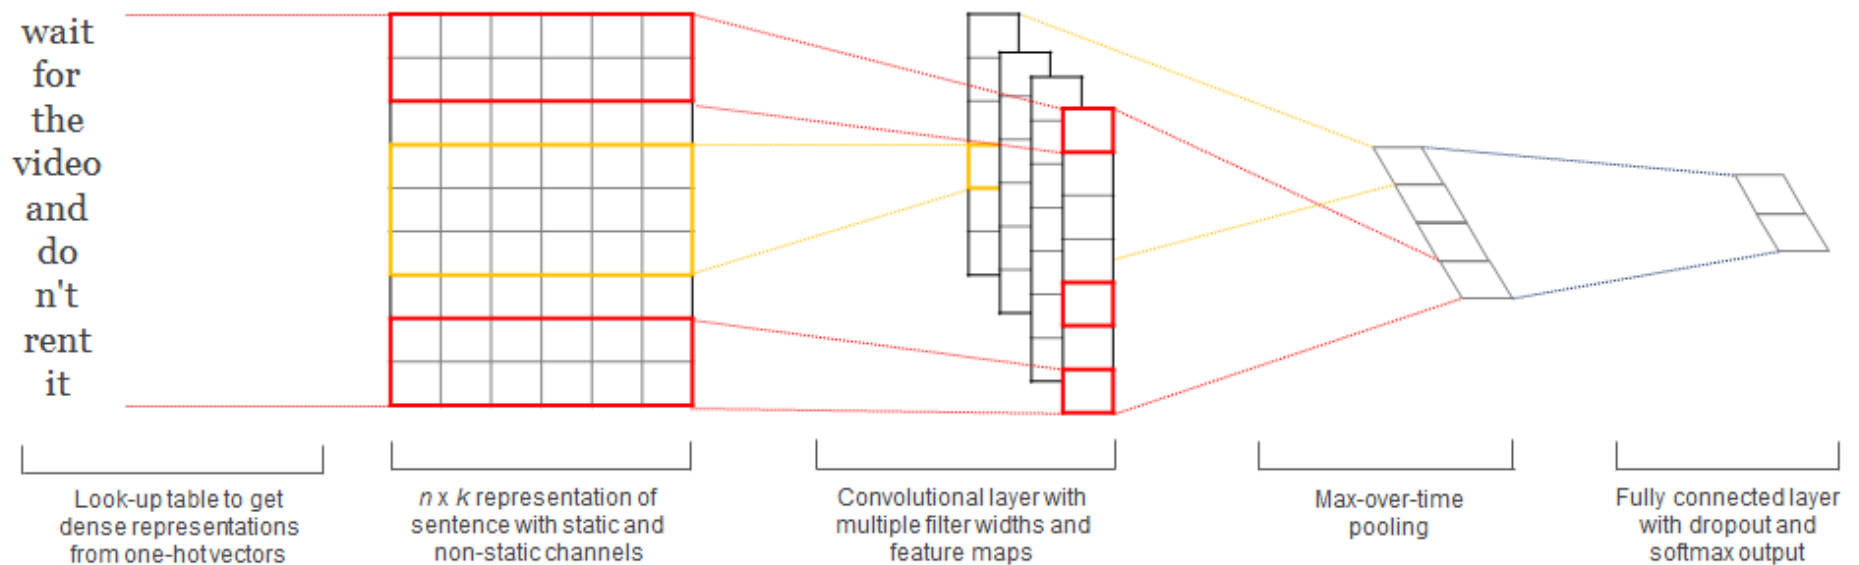 wait
for
the
video
and
do
n't
rent
it
Look-up table to get
dense representations
from one-hotvectors
n x k representation of
sentence with static and
non-static channels
Convolutional layer with
multiple filter widths and
feature maps
Max-over-time
pooling
Fully connected layer
with dropout and
softmax output